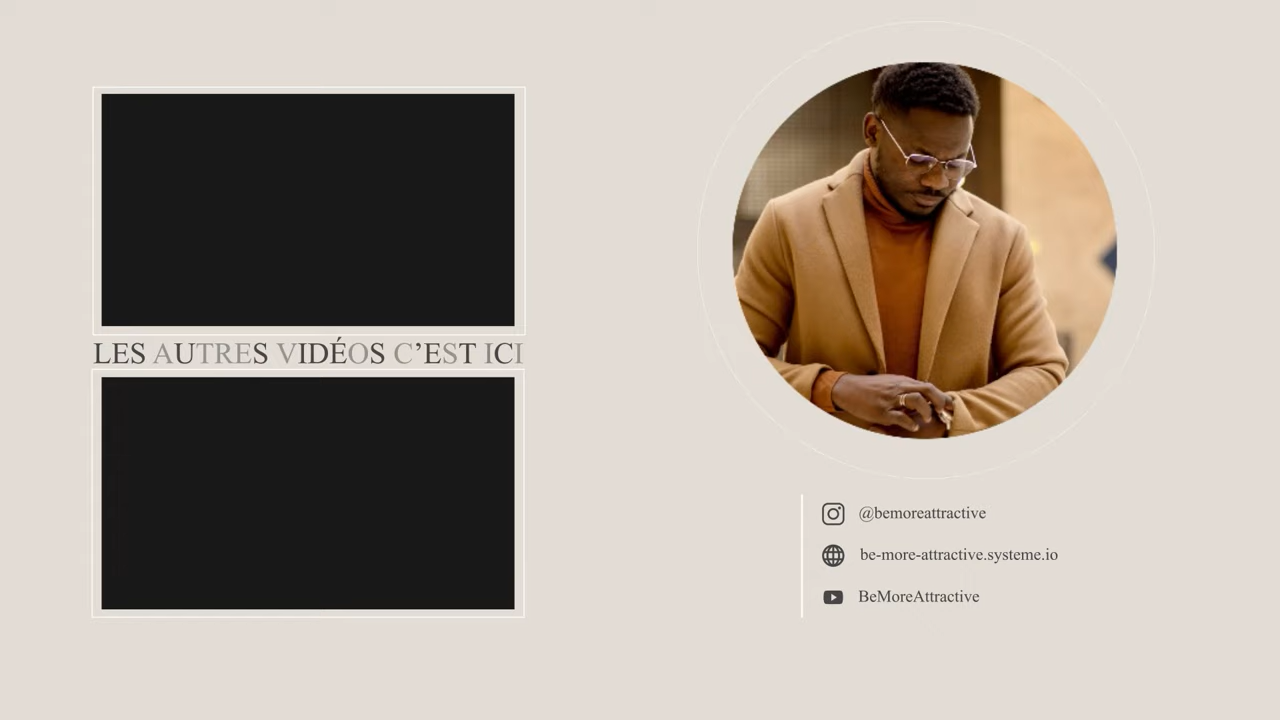 LES AUTRES VIDÉOS C’EST ICI
@bemoreattractive
be-more-attractive.systeme.io
BeMoreAttractive